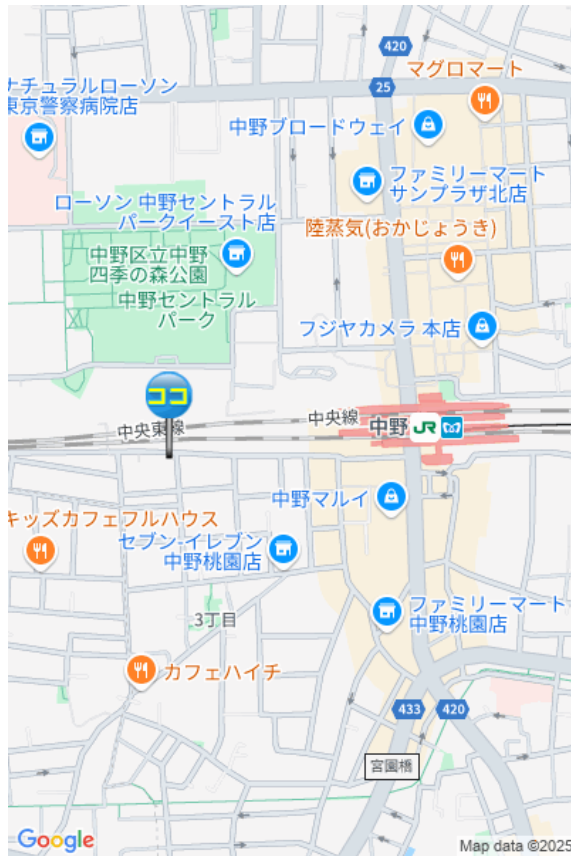 420
25
マグロマート
ナチュラルローソン
東京警察病院店
中野ブロードウェイ
ファミリーマート
サンプラザ北店
ローソン 中野セントラル
パークイースト店
陸蒸気(おかじょうき)
中野区立中野
四季の森公園
中野セントラル
パーク
フジヤカメラ 本店
ココ
中央東線
中央線
中野
JR
中野マルイ
キッズカフェフルハウス
セブン-イレブン
中野桃園店
3丁目
ファミリーマート
中野桃園店
カフェハイチ
433
420
宮園橋
Google
Map data ©2025